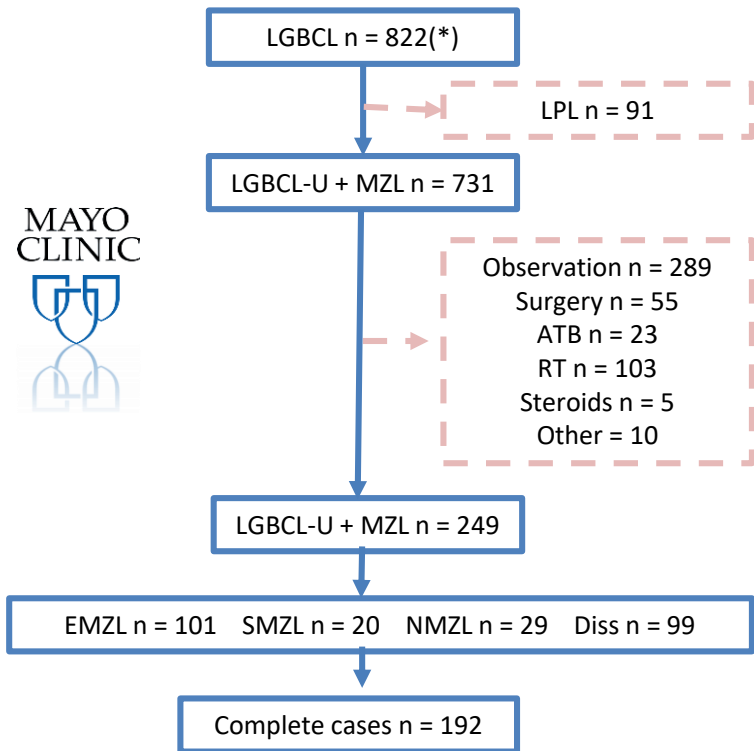 LGBCL n = 822(*)
LPL n = 91
LGBCL-U + MZL n = 731
MAYO
CLINIC
Observation n = 289
Surgery n = 55
ATB n = 23
RT n = 103
Steroids n = 5
Other = 10
LGBCL-U + MZL n = 249
EMZL n = 101 SMZL n = 20 NMZL n = 29 Diss n = 99
Complete cases n = 192